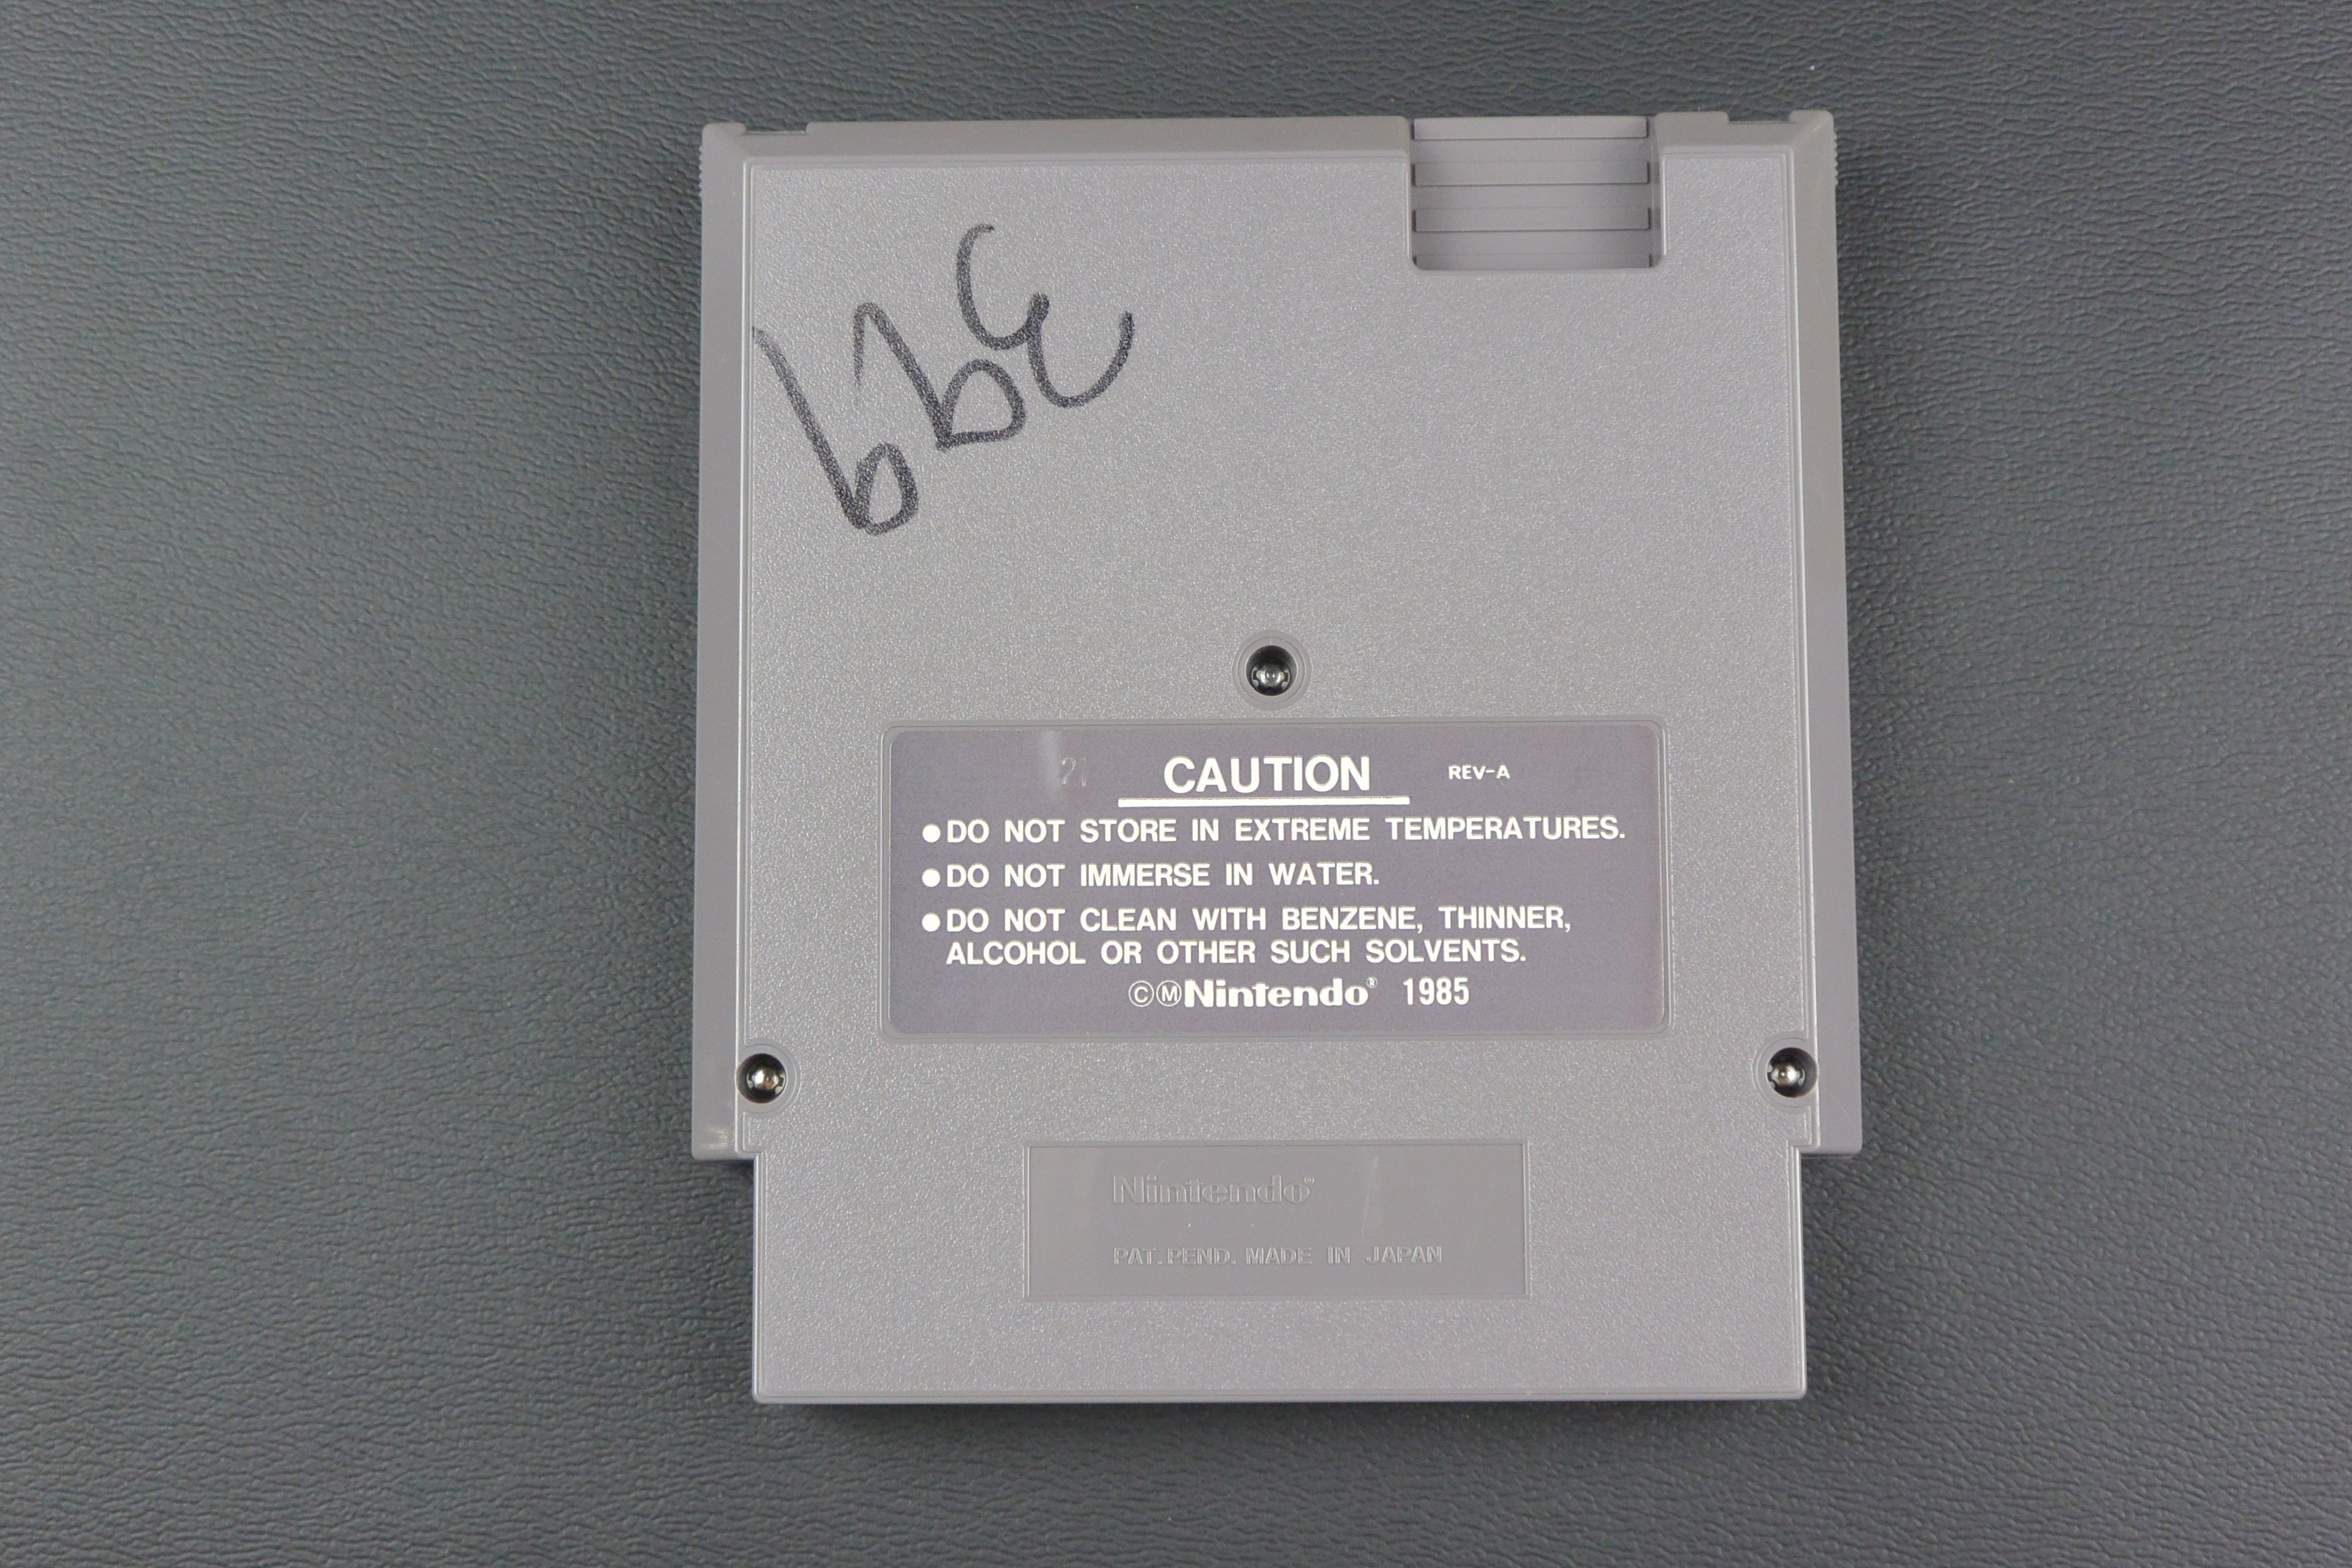 CAUTION REV-A
●DO NOT STORE IN EXTREME TEMPERATURES.
●DO NOT IMMERSE IN WATER.
●DO NOT CLEAN WITH BENZENE, THINNER,
ALCOHOL OR OTHER SUCH SOLVENTS.
©ⓂNintendo® 1985
Nintendo®
PAT. PEND. MADE IN JAPAN